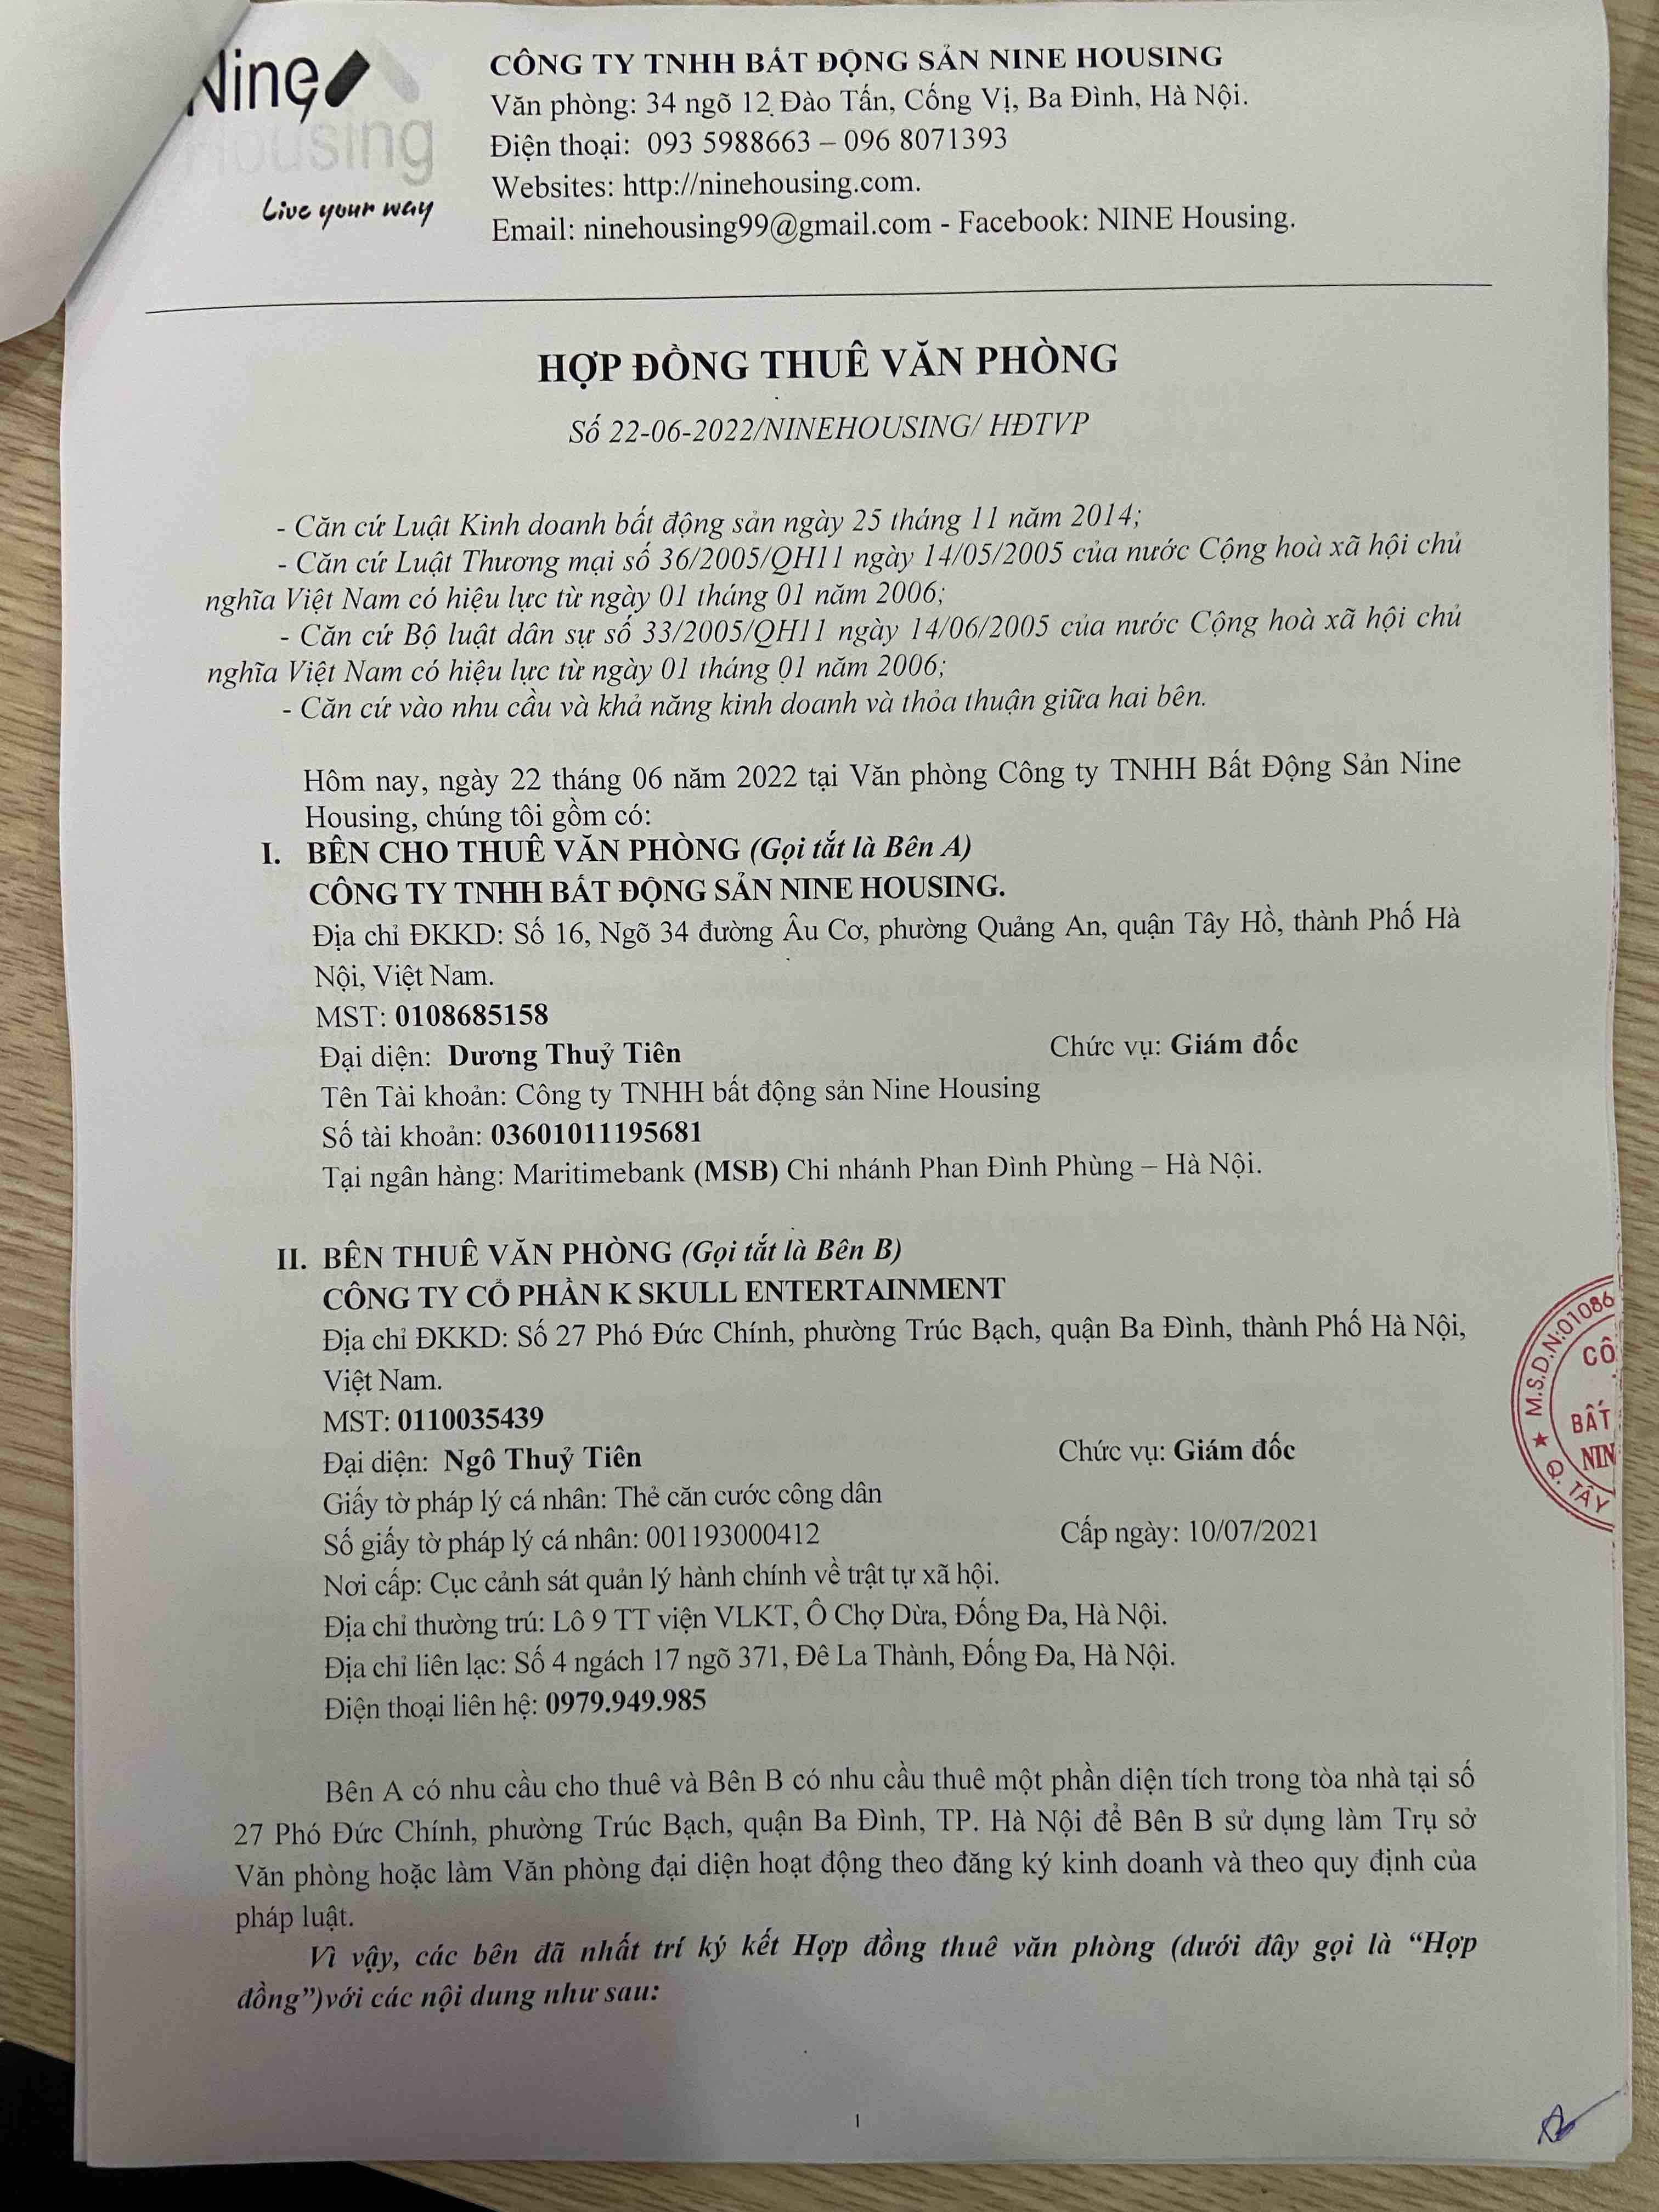 Nine
Housing
Live your way
CÔNG TY TNHH BẤT ĐỘNG SẢN NINE HOUSING
Văn phòng: 34 ngõ 12 Đào Tấn, Cống Vị, Ba Đình, Hà Nội.
Điện thoại: 093 5988663 – 096 8071393
Websites: http://ninehousing.com.
Email: ninehousing99@gmail.com - Facebook: NINE Housing.
HỢP ĐỒNG THUÊ VĂN PHÒNG
Số 22-06-2022/NINEHOUSING/ HĐTVP
- Căn cứ Luật Kinh doanh bất động sản ngày 25 tháng 11 năm 2014;
- Căn cứ Luật Thương mại số 36/2005/QH11 ngày 14/05/2005 của nước Cộng hoà xã hội chủ
nghĩa Việt Nam có hiệu lực từ ngày 01 tháng 01 năm 2006;
- Căn cứ Bộ luật dân sự số 33/2005/QH11 ngày 14/06/2005 của nước Cộng hoà xã hội chủ
nghĩa Việt Nam có hiệu lực từ ngày 01 tháng 01 năm 2006;
- Căn cứ vào nhu cầu và khả năng kinh doanh và thỏa thuận giữa hai bên.
Hôm nay, ngày 22 tháng 06 năm 2022 tại Văn phòng Công ty TNHH Bất Động Sản Nine
Housing, chúng tôi gồm có:
I. BÊN CHO THUÊ VĂN PHÒNG (Gọi tắt là Bên A)
CÔNG TY TNHH BẤT ĐỘNG SẢN NINE HOUSING.
Địa chỉ ĐKKD: Số 16, Ngõ 34 đường Âu Cơ, phường Quảng An, quận Tây Hồ, thành Phố Hà
Nội, Việt Nam.
MST: 0108685158
Đại diện: Dương Thuỷ Tiên Chức vụ: Giám đốc
Tên Tài khoản: Công ty TNHH bất động sản Nine Housing
Số tài khoản: 03601011195681
Tại ngân hàng: Maritimebank (MSB) Chi nhánh Phan Đình Phùng – Hà Nội.
II. BÊN THUÊ VĂN PHÒNG (Gọi tắt là Bên B)
CÔNG TY CỔ PHẦN K SKULL ENTERTAINMENT
Địa chỉ ĐKKD: Số 27 Phó Đức Chính, phường Trúc Bạch, quận Ba Đình, thành Phố Hà Nội,
Việt Nam.
MST: 0110035439
Đại diện: Ngô Thuỷ Tiên Chức vụ: Giám đốc
Giấy tờ pháp lý cá nhân: Thẻ căn cước công dân
Số giấy tờ pháp lý cá nhân: 001193000412 Cấp ngày: 10/07/2021
Nơi cấp: Cục cảnh sát quản lý hành chính về trật tự xã hội.
Địa chỉ thường trú: Lô 9 TT viện VLKT, Ô Chợ Dừa, Đống Đa, Hà Nội.
Địa chỉ liên lạc: Số 4 ngách 17 ngõ 371, Đê La Thành, Đống Đa, Hà Nội.
Điện thoại liên hệ: 0979.949.985
M.S.D.N:01086
CÔ
BẤT
NIN
★ Q. TÂY
Bên A có nhu cầu cho thuê và Bên B có nhu cầu thuê một phần diện tích trong tòa nhà tại số
27 Phó Đức Chính, phường Trúc Bạch, quận Ba Đình, TP. Hà Nội để Bên B sử dụng làm Trụ sở
Văn phòng hoặc làm Văn phòng đại diện hoạt động theo đăng ký kinh doanh và theo quy định của
pháp luật.
Vì vậy, các bên đã nhất trí ký kết Hợp đồng thuê văn phòng (dưới đây gọi là “Hợp
đồng”)với các nội dung như sau:
1